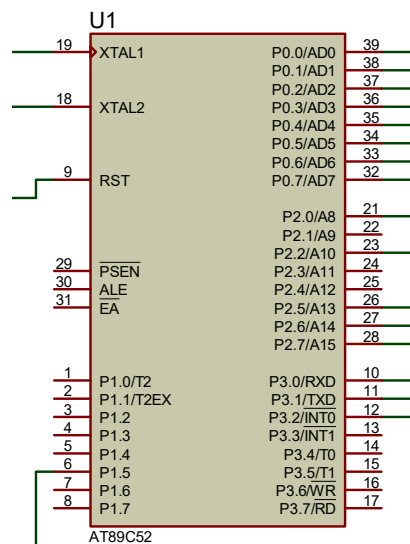 U1
19 XTAL1 P0.0/AD0 39
P0.1/AD1 38
P0.2/AD2 37
18 XTAL2 P0.3/AD3 36
P0.4/AD4 35
P0.5/AD5 34
P0.6/AD6 33
9 RST P0.7/AD7 32
P2.0/A8 21
P2.1/A9 22
P2.2/A10 23
29 PSEN P2.3/A11 24
30 ALE P2.4/A12 25
31 EA P2.5/A13 26
P2.6/A14 27
P2.7/A15 28
1 P1.0/T2 P3.0/RXD 10
2 P1.1/T2EX P3.1/TXD 11
3 P1.2 P3.2/INT0 12
4 P1.3 P3.3/INT1 13
5 P1.4 P3.4/T0 14
6 P1.5 P3.5/T1 15
7 P1.6 P3.6/WR 16
8 P1.7 P3.7/RD 17
AT89C52